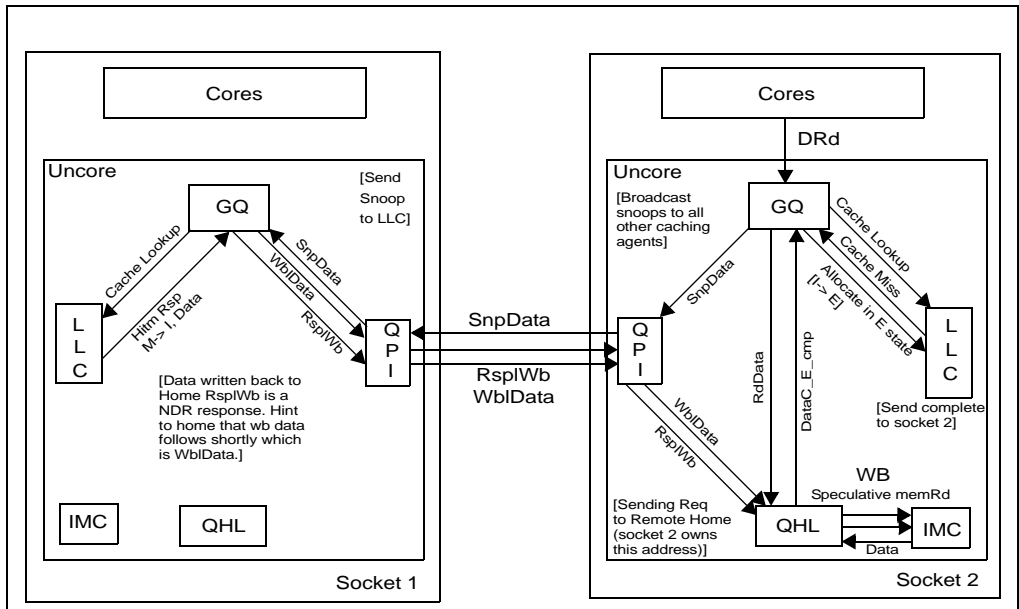 Cores
Uncore
GQ
[Send
Snoop
to LLC]
Cache Lookup
Hitm Rsp
M-> I, Data
SnpData
WbIData
RspIWb
L
L
C
Q
P
I
[Data written back to
Home RspIWb is a
NDR response. Hint
to home that wb data
follows shortly which
is WbIData.]
IMC
QHL
Socket 1
SnpData
RspIWb
WbIData
Cores
DRd
Uncore
[Broadcast
snoops to all
other caching
agents]
GQ
Cache Lookup
Cache Miss
Allocate in E state
[I-> E]
SnpData
Q
P
I
L
L
C
RdData
DataC_E_cmp
WbIData
RspIWb
[Send complete
to socket 2]
WB
Speculative memRd
[Sending Req
to Remote Home
(socket 2 owns
this address)]
QHL
IMC
Data
Socket 2